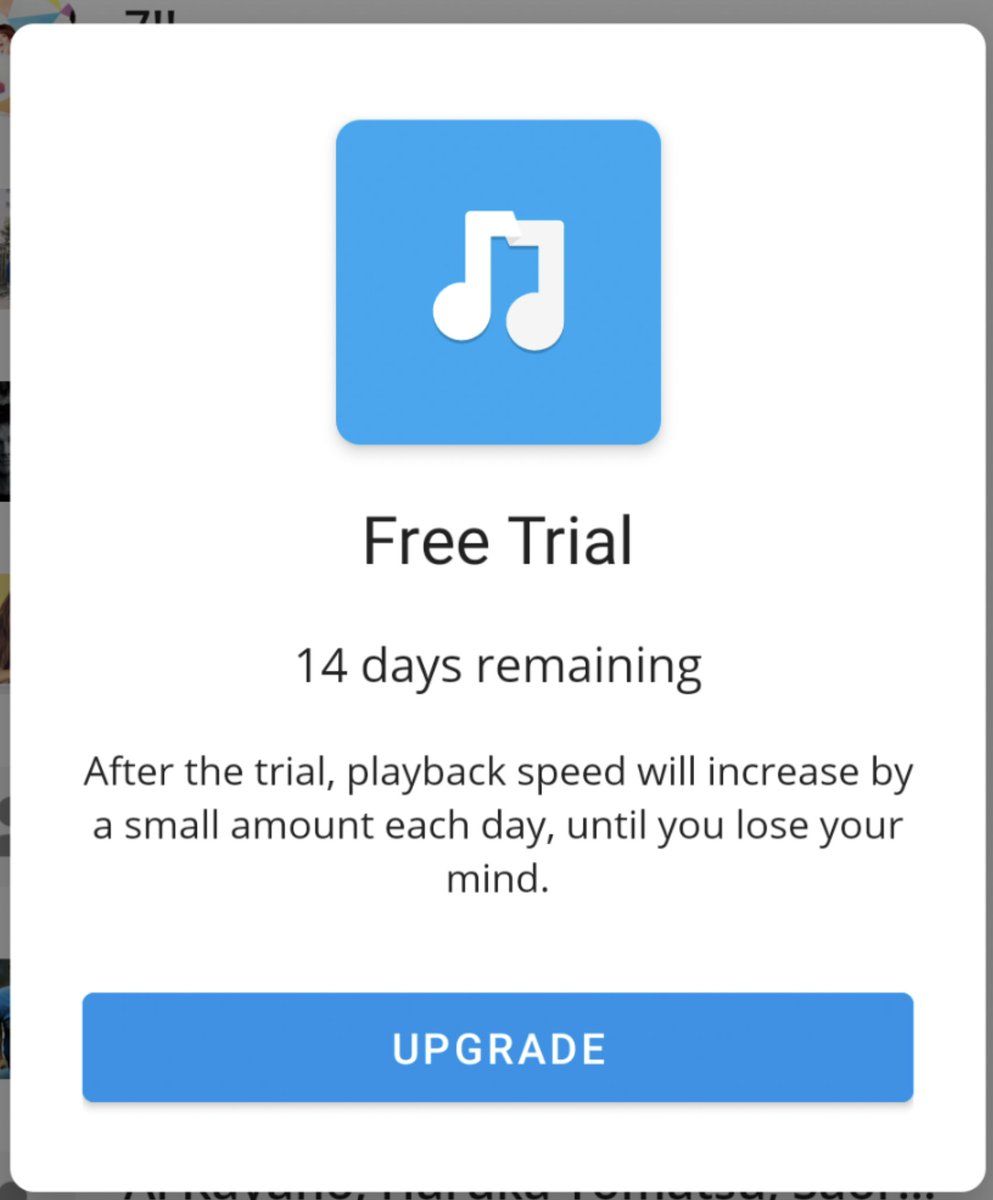 Free Trial
14 days remaining
After the trial, playback speed will increase by
a small amount each day, until you lose your
mind.
UPGRADE